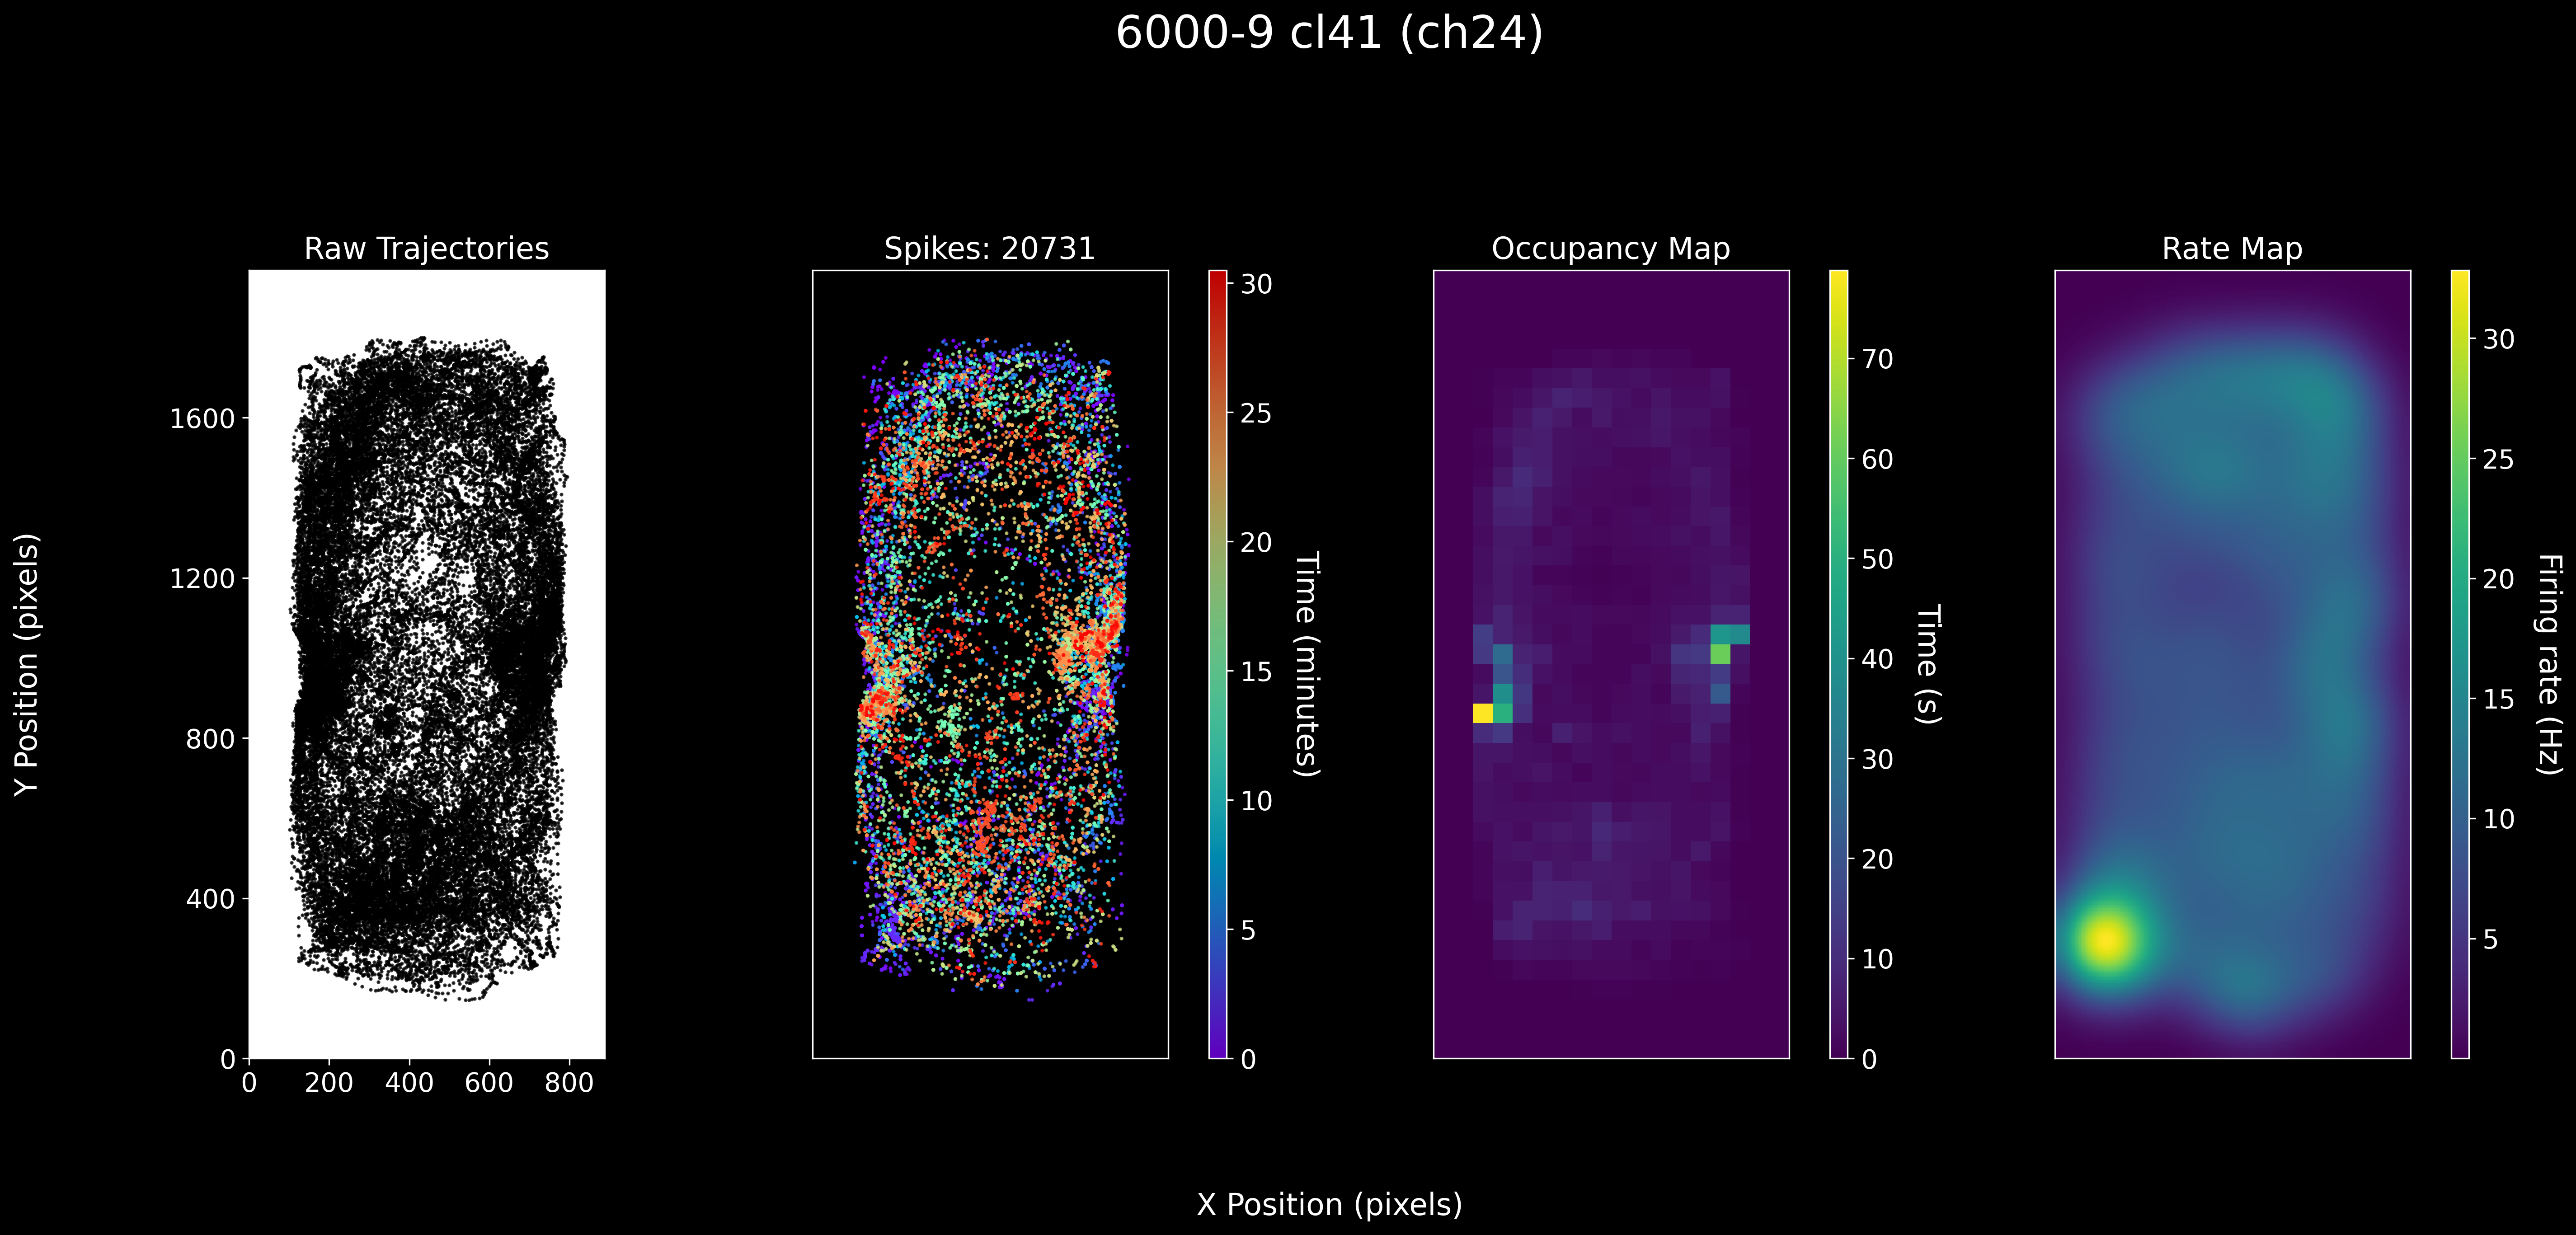 6000-9 cl41 (ch24)
Raw Trajectories
Spikes: 20731
Occupancy Map
Rate Map
Y Position (pixels)
1600
1200
800
400
0
0 200 400 600 800
30
25
20
15
10
5
0
Time (minutes)
70
60
50
40
30
20
10
0
Time (s)
30
25
20
15
10
5
Firing rate (Hz)
X Position (pixels)